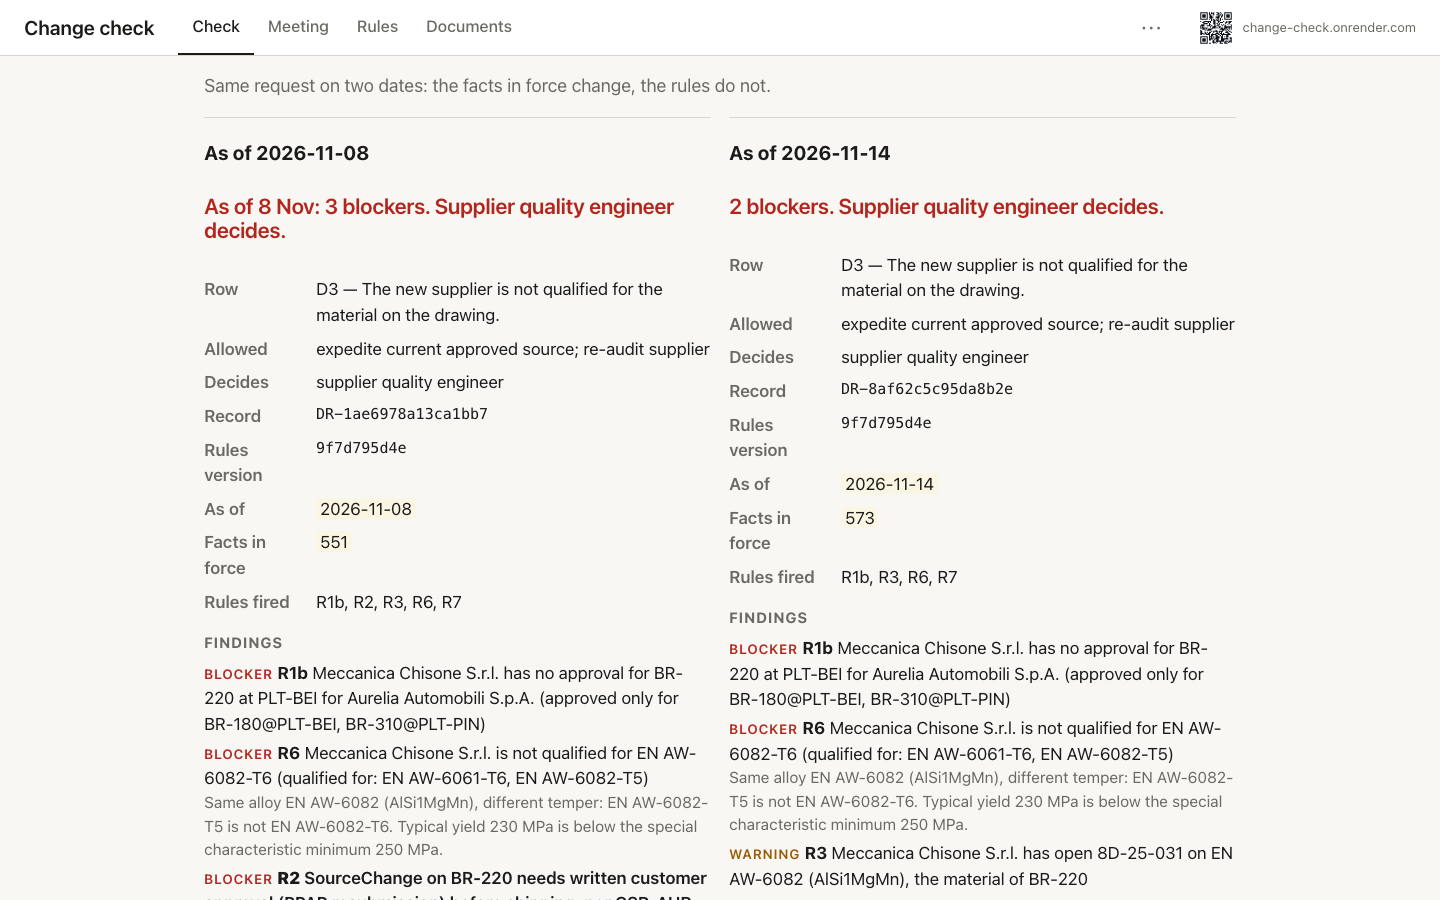 Change check
Check
Meeting
Rules
Documents
...
change-check.onrender.com
Same request on two dates: the facts in force change, the rules do not.
As of 2026-11-08
As of 8 Nov: 3 blockers. Supplier quality engineer
decides.
Row
D3 — The new supplier is not qualified for the
material on the drawing.
Allowed
expedite current approved source; re-audit supplier
Decides
supplier quality engineer
Record
DR-1ae6978a13ca1bb7
Rules
version
9f7d795d4e
As of
2026-11-08
Facts in
force
551
Rules fired
R1b, R2, R3, R6, R7
FINDINGS
BLOCKER R1b Meccanica Chisone S.r.l. has no approval for BR-
220 at PLT-BEI for Aurelia Automobili S.p.A. (approved only for
BR-180@PLT-BEI, BR-310@PLT-PIN)
BLOCKER R6 Meccanica Chisone S.r.l. is not qualified for EN AW-
6082-T6 (qualified for: EN AW-6061-T6, EN AW-6082-T5)
Same alloy EN AW-6082 (AlSi1MgMn), different temper: EN AW-6082-
T5 is not EN AW-6082-T6. Typical yield 230 MPa is below the special
characteristic minimum 250 MPa.
BLOCKER R2 SourceChange on BR-220 needs written customer
As of 2026-11-14
2 blockers. Supplier quality engineer decides.
Row
D3 — The new supplier is not qualified for the
material on the drawing.
Allowed
expedite current approved source; re-audit supplier
Decides
supplier quality engineer
Record
DR-8af62c5c95da8b2e
Rules
version
9f7d795d4e
As of
2026-11-14
Facts in
force
573
Rules fired
R1b, R3, R6, R7
FINDINGS
BLOCKER R1b Meccanica Chisone S.r.l. has no approval for BR-
220 at PLT-BEI for Aurelia Automobili S.p.A. (approved only for
BR-180@PLT-BEI, BR-310@PLT-PIN)
BLOCKER R6 Meccanica Chisone S.r.l. is not qualified for EN AW-
6082-T6 (qualified for: EN AW-6061-T6, EN AW-6082-T5)
Same alloy EN AW-6082 (AlSi1MgMn), different temper: EN AW-6082-
T5 is not EN AW-6082-T6. Typical yield 230 MPa is below the special
characteristic minimum 250 MPa.
WARNING R3 Meccanica Chisone S.r.l. has open 8D-25-031 on EN
AW-6082 (AlSi1MgMn), the material of BR-220